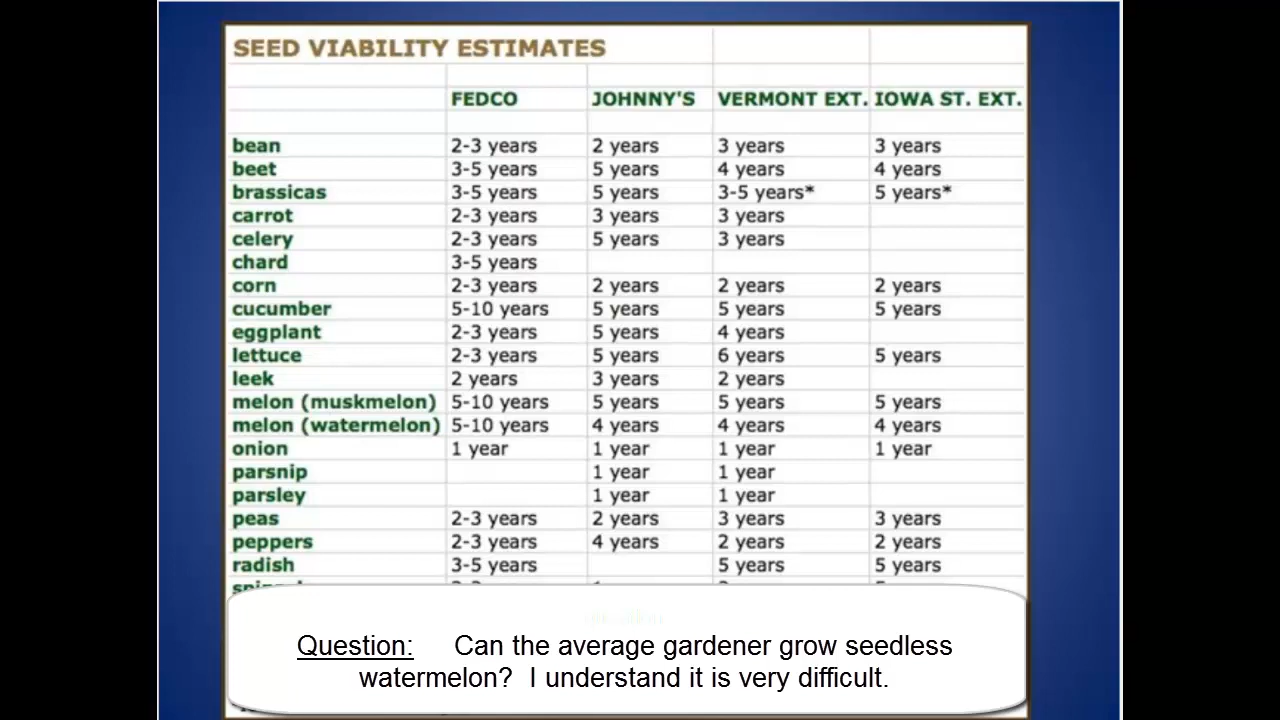 SEED VIABILITY ESTIMATES
FEDCO JOHNNY'S VERMONT EXT. IOWA ST. EXT.
bean 2-3 years 2 years 3 years 3 years
beet 3-5 years 5 years 4 years 4 years
brassicas 3-5 years 5 years 3-5 years* 5 years*
carrot 2-3 years 3 years 3 years
celery 2-3 years 5 years 3 years
chard 3-5 years
corn 2-3 years 2 years 2 years 2 years
cucumber 5-10 years 5 years 5 years 5 years
eggplant 2-3 years 5 years 4 years
lettuce 2-3 years 5 years 6 years 5 years
leek 2 years 3 years 2 years
melon (muskmelon) 5-10 years 5 years 5 years 5 years
melon (watermelon) 5-10 years 4 years 4 years 4 years
onion 1 year 1 year 1 year 1 year
parsnip 1 year 1 year
parsley 1 year 1 year
peas 2-3 years 2 years 3 years 3 years
peppers 2-3 years 4 years 2 years 2 years
radish 3-5 years 5 years 5 years
Question: Can the average gardener grow seedless
watermelon? I understand it is very difficult.